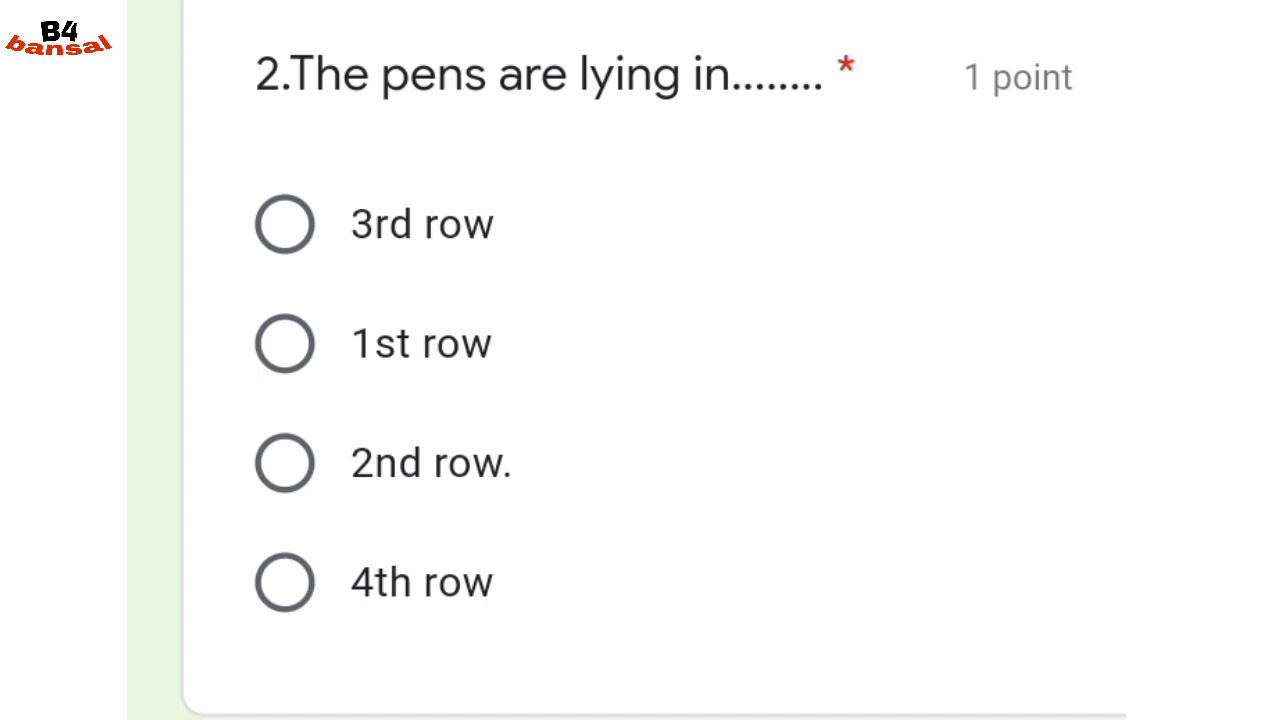 B4
bansal
2.The pens are lying in........ * 1 point
3rd row
1st row
2nd row.
4th row